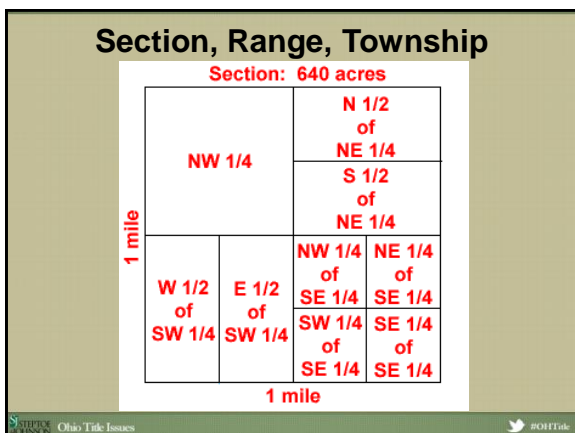 Section, Range, Township
Section: 640 acres
NW 1/4
N 1/2
of
NE 1/4
S 1/2
of
NE 1/4
1 mile
W 1/2
of
SW 1/4
E 1/2
of
SW 1/4
NW 1/4
of
SE 1/4
NE 1/4
of
SE 1/4
SW 1/4
of
SE 1/4
SE 1/4
of
SE 1/4
1 mile
STEPTOE
JOHNSON
Ohio Title Issues
#OHTitle